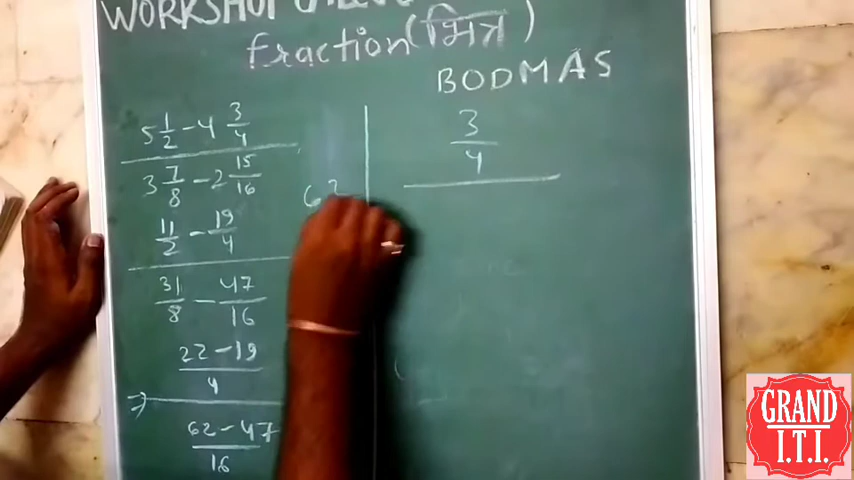 WORKSHOP
fraction (भिन्न)
BODMAS
5 1/2 - 4 3/4
3 7/8 - 2 15/16
11/2 - 19/4
31/8 - 47/16
22 - 19
4
⇒
62 - 47
16
62
3
4
GRAND
I.T.I.